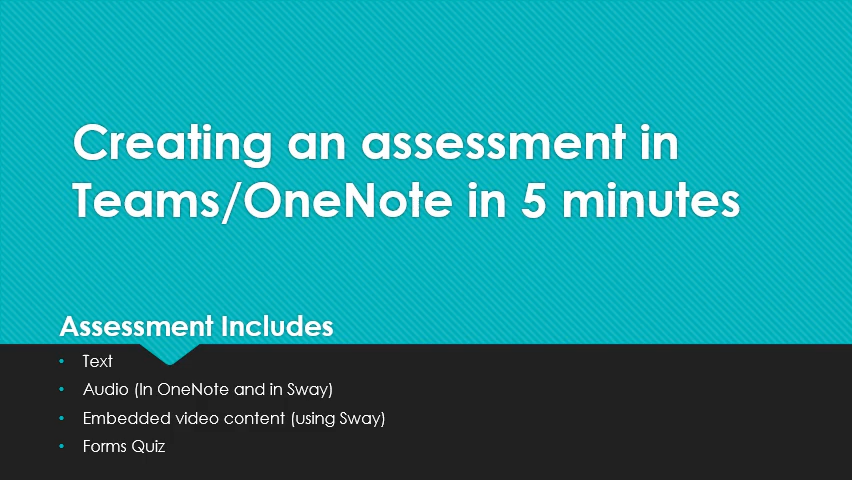 Creating an assessment in
Teams/OneNote in 5 minutes
Assessment Includes
• Text
• Audio (In OneNote and in Sway)
• Embedded video content (using Sway)
• Forms Quiz